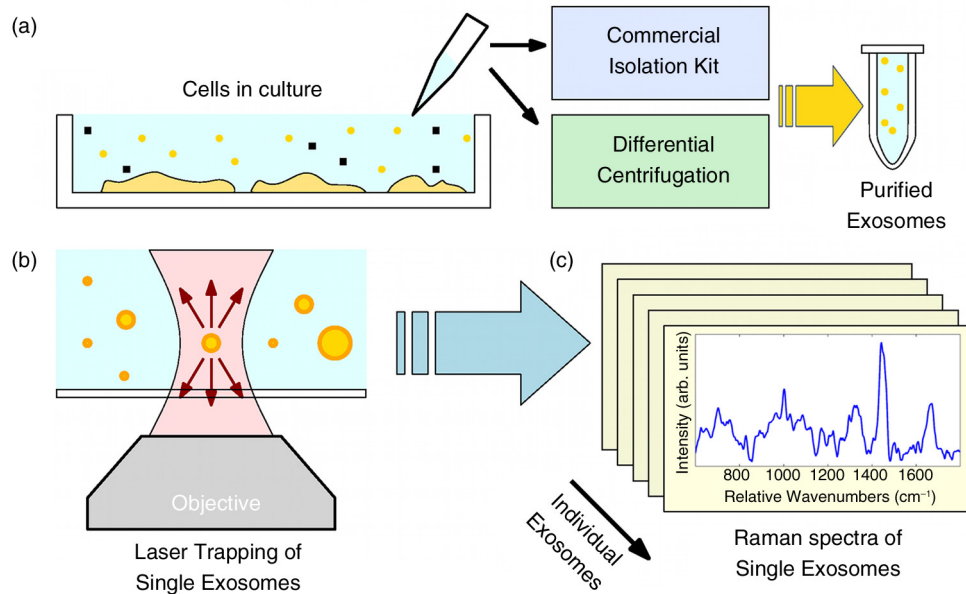 (a)
Cells in culture
Commercial
Isolation Kit
Differential
Centrifugation
Purified
Exosomes
(b)
Objective
Laser Trapping of
Single Exosomes
(c)
Intensity (arb. units)
800 1000 1200 1400 1600
Relative Wavenumbers (cm⁻¹)
Individual
Exosomes
Raman spectra of
Single Exosomes